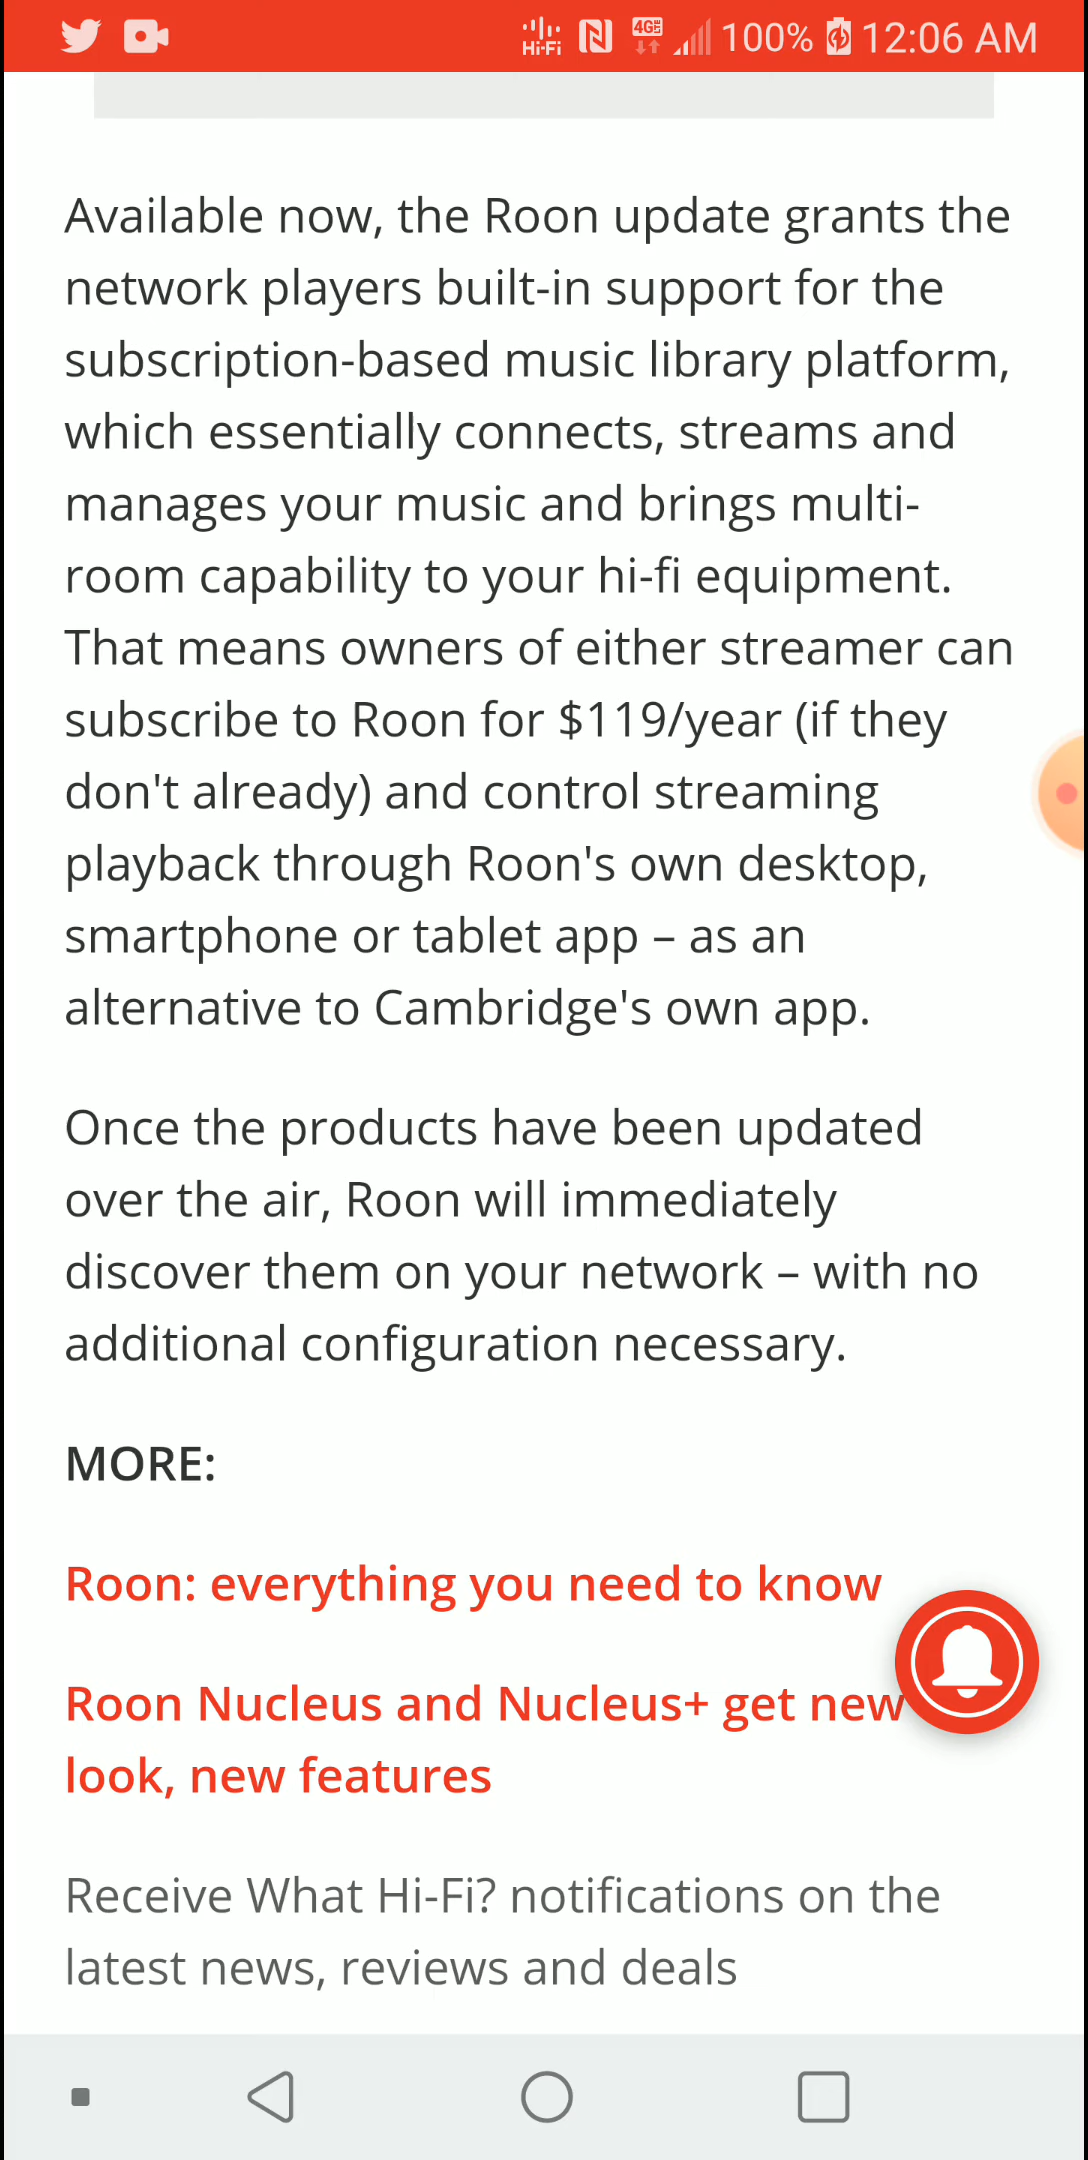 Hi-Fi 4GE 100% 12:06 AM
Available now, the Roon update grants the
network players built-in support for the
subscription-based music library platform,
which essentially connects, streams and
manages your music and brings multi-
room capability to your hi-fi equipment.
That means owners of either streamer can
subscribe to Roon for $119/year (if they
don't already) and control streaming
playback through Roon's own desktop,
smartphone or tablet app – as an
alternative to Cambridge's own app.
Once the products have been updated
over the air, Roon will immediately
discover them on your network – with no
additional configuration necessary.
MORE:
Roon: everything you need to know
Roon Nucleus and Nucleus+ get new
look, new features
Receive What Hi-Fi? notifications on the
latest news, reviews and deals